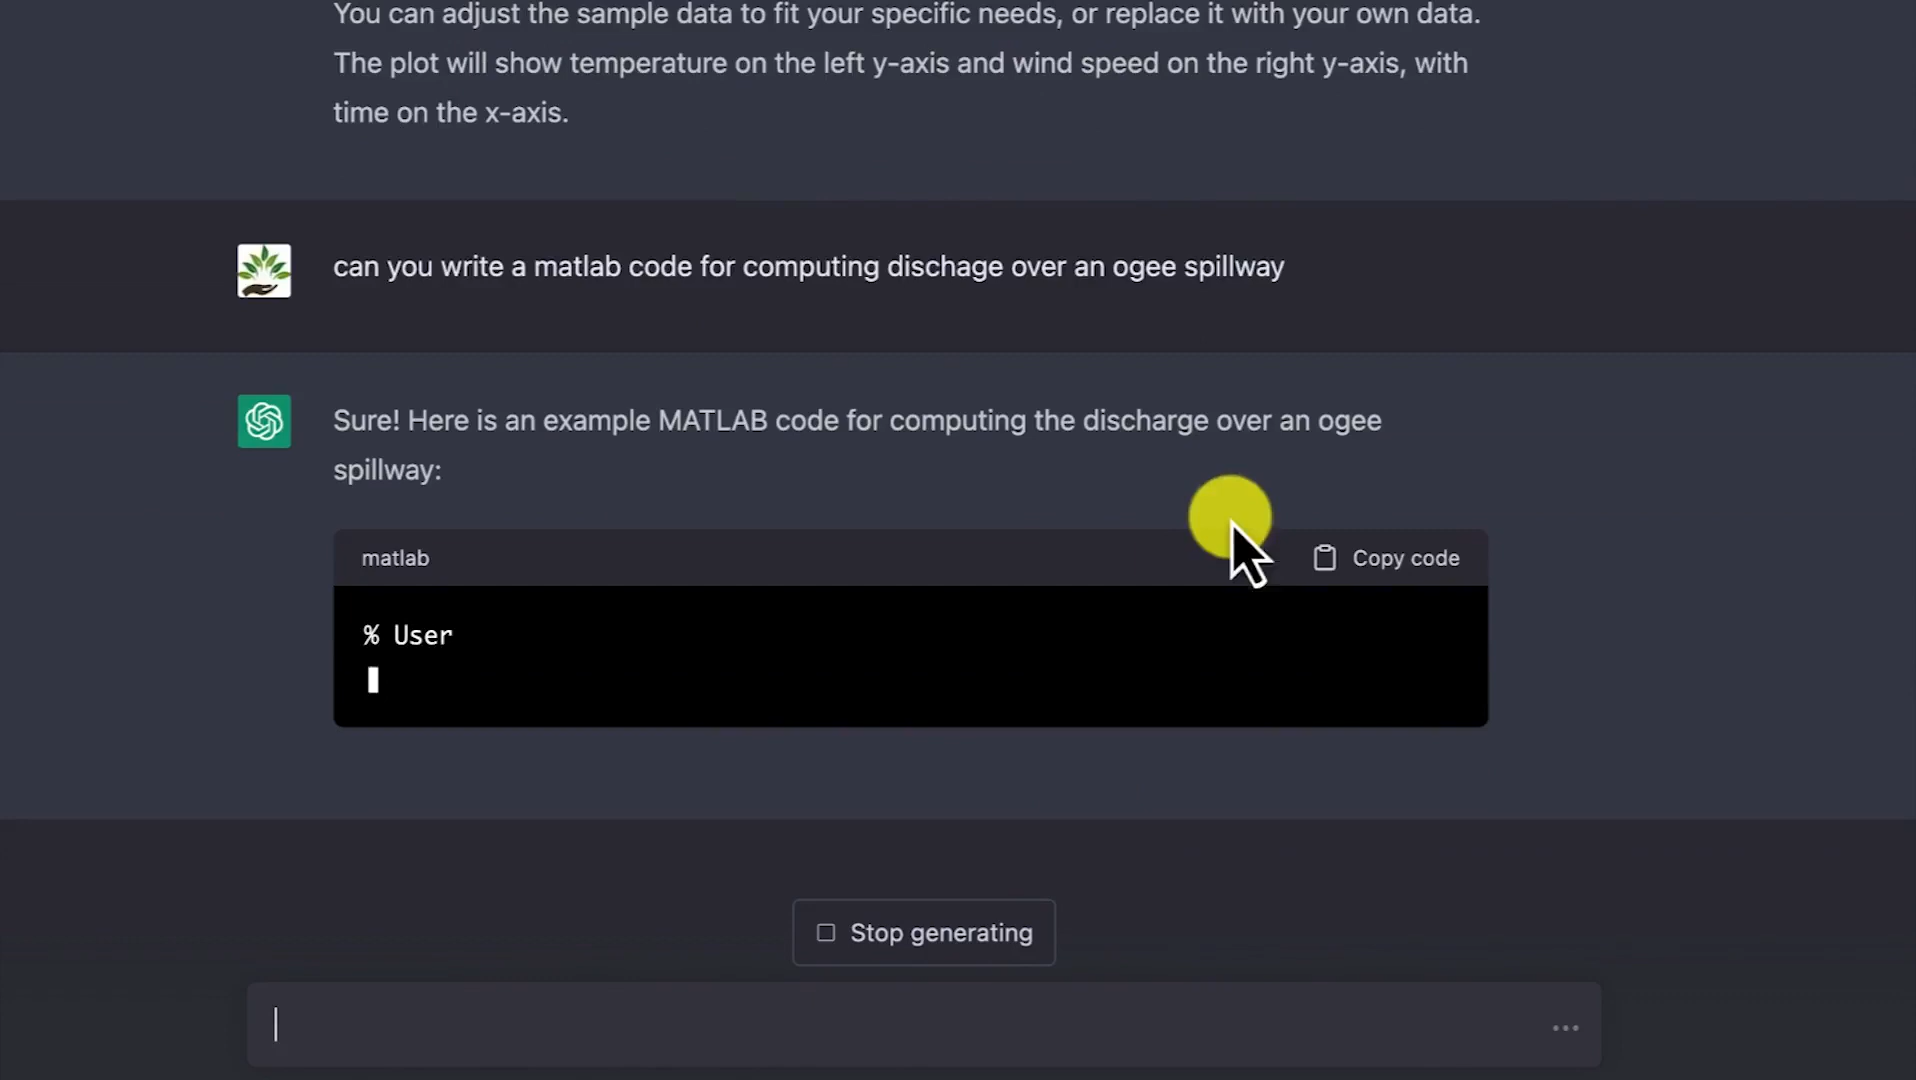 You can adjust the sample data to fit your specific needs, or replace it with your own data.
The plot will show temperature on the left y-axis and wind speed on the right y-axis, with
time on the x-axis.
can you write a matlab code for computing dischage over an ogee spillway
Sure! Here is an example MATLAB code for computing the discharge over an ogee
spillway:
matlab
Copy code
% User
Stop generating